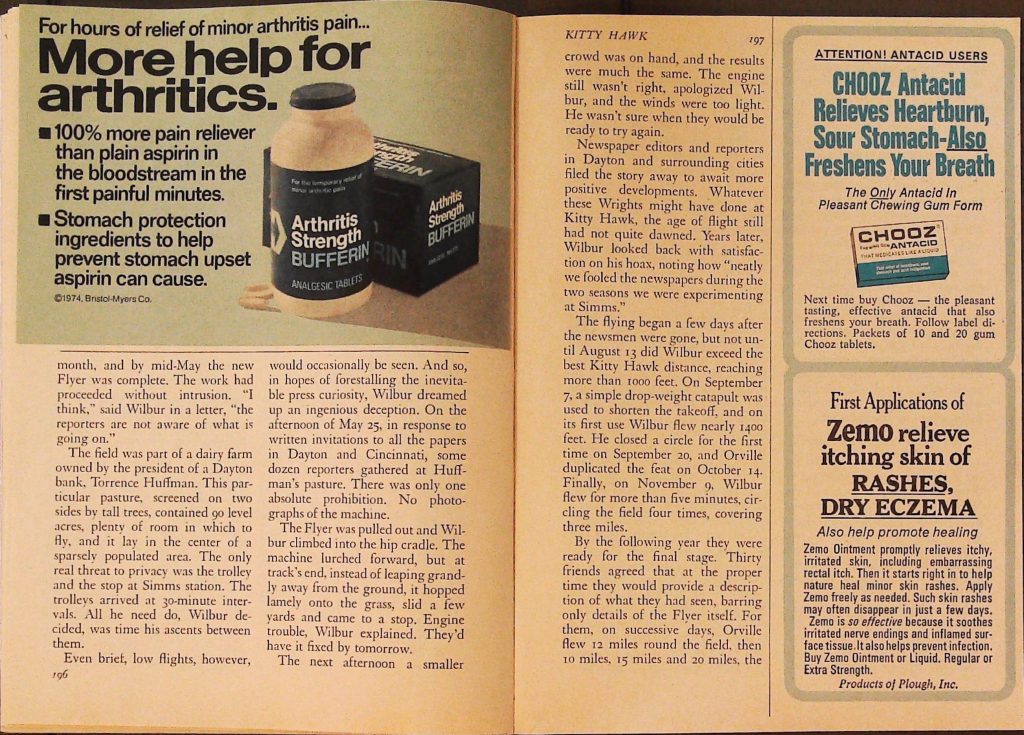 For hours of relief of minor arthritis pain...
More help for
arthritics.
■ 100% more pain reliever
than plain aspirin in
the bloodstream in the
first painful minutes.
■ Stomach protection
ingredients to help
prevent stomach upset
aspirin can cause.
©1974, Bristol-Myers Co.
For the temporary relief of
minor arthritic pain
Arthritis
Strength
BUFFERIN
ANALGESIC TABLETS
Strength
BUFFERIN
Arthritis
Strength
BUFFERIN
month, and by mid-May the new
Flyer was complete. The work had
proceeded without intrusion. "I
think," said Wilbur in a letter, "the
reporters are not aware of what is
going on."
The field was part of a dairy farm
owned by the president of a Dayton
bank, Torrence Huffman. This par-
ticular pasture, screened on two
sides by tall trees, contained 90 level
acres, plenty of room in which to
fly, and it lay in the center of a
sparsely populated area. The only
real threat to privacy was the trolley
and the stop at Simms station. The
trolleys arrived at 30-minute inter-
vals. All he need do, Wilbur de-
cided, was time his ascents between
them.
Even brief, low flights, however,
196
would occasionally be seen. And so,
in hopes of forestalling the inevita-
ble press curiosity, Wilbur dreamed
up an ingenious deception. On the
afternoon of May 25, in response to
written invitations to all the papers
in Dayton and Cincinnati, some
dozen reporters gathered at Huff-
man's pasture. There was only one
absolute prohibition. No photo-
graphs of the machine.
The Flyer was pulled out and Wil-
bur climbed into the hip cradle. The
machine lurched forward, but at
track's end, instead of leaping grand-
ly away from the ground, it hopped
lamely onto the grass, slid a few
yards and came to a stop. Engine
trouble, Wilbur explained. They'd
have it fixed by tomorrow.
The next afternoon a smaller
KITTY HAWK 197
crowd was on hand, and the results
were much the same. The engine
still wasn't right, apologized Wil-
bur, and the winds were too light.
He wasn't sure when they would be
ready to try again.
Newspaper editors and reporters
in Dayton and surrounding cities
filed the story away to await more
positive developments. Whatever
these Wrights might have done at
Kitty Hawk, the age of flight still
had not quite dawned. Years later,
Wilbur looked back with satisfac-
tion on his hoax, noting how "neatly
we fooled the newspapers during the
two seasons we were experimenting
at Simms."
The flying began a few days after
the newsmen were gone, but not un-
til August 13 did Wilbur exceed the
best Kitty Hawk distance, reaching
more than 1000 feet. On September
7, a simple drop-weight catapult was
used to shorten the takeoff, and on
its first use Wilbur flew nearly 1400
feet. He closed a circle for the first
time on September 20, and Orville
duplicated the feat on October 14.
Finally, on November 9, Wilbur
flew for more than five minutes, cir-
cling the field four times, covering
three miles.
By the following year they were
ready for the final stage. Thirty
friends agreed that at the proper
time they would provide a descrip-
tion of what they had seen, barring
only details of the Flyer itself. For
them, on successive days, Orville
flew 12 miles round the field, then
10 miles, 15 miles and 20 miles, the
ATTENTION! ANTACID USERS
CHOOZ Antacid
Relieves Heartburn,
Sour Stomach-Also
Freshens Your Breath
The Only Antacid In
Pleasant Chewing Gum Form
CHOOZ
ANTACID
THAT MEDICATES LIKE A LIQUID
Next time buy Chooz — the pleasant
tasting, effective antacid that also
freshens your breath. Follow label di-
rections. Packets of 10 and 20 gum
Chooz tablets.
First Applications of
Zemo relieve
itching skin of
RASHES,
DRY ECZEMA
Also help promote healing
Zemo Ointment promptly relieves itchy,
irritated skin, including embarrassing
rectal itch. Then it starts right in to help
nature heal minor skin rashes. Apply
Zemo freely as needed. Such skin rashes
may often disappear in just a few days.
Zemo is so effective because it soothes
irritated nerve endings and inflamed sur-
face tissue. It also helps prevent infection.
Buy Zemo Ointment or Liquid. Regular or
Extra Strength.
Products of Plough, Inc.